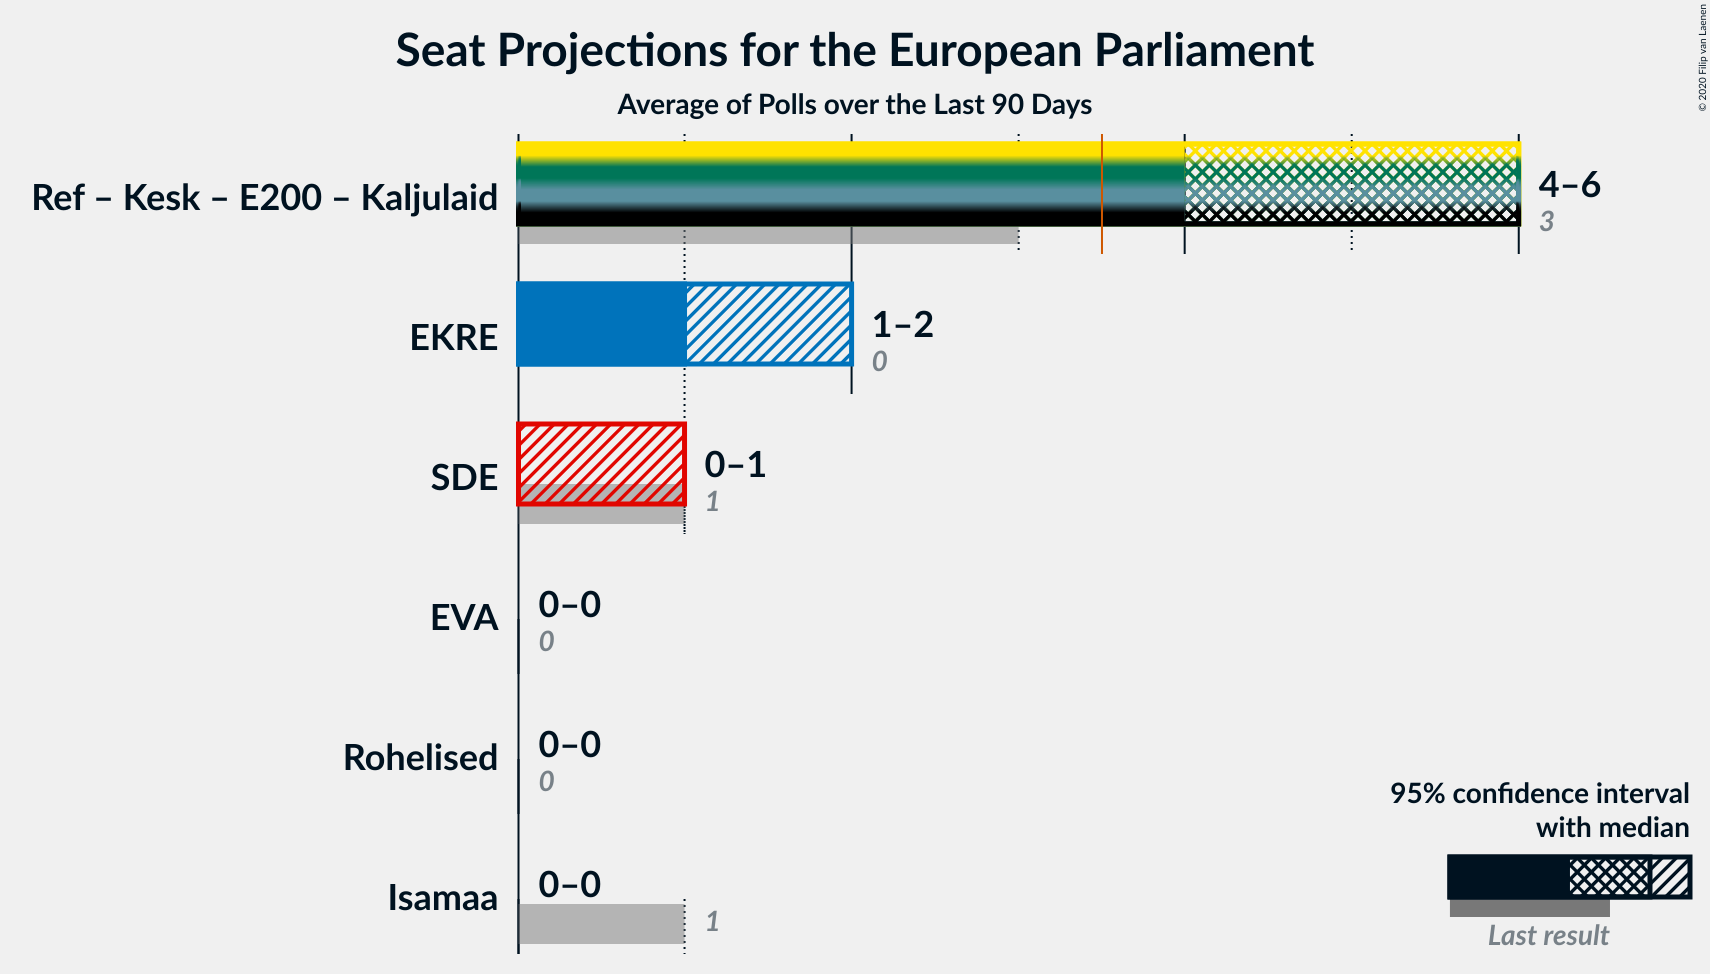 Seat Projections for the European Parliament
Average of Polls over the Last 90 Days
© 2020 Filip van Laenen
Ref – Kesk – E200 – Kaljulaid
4–6
3
EKRE
1–2
0
SDE
0–1
1
EVA
0–0
0
Rohelised
0–0
0
Isamaa
0–0
1
95% confidence interval
with median
Last result